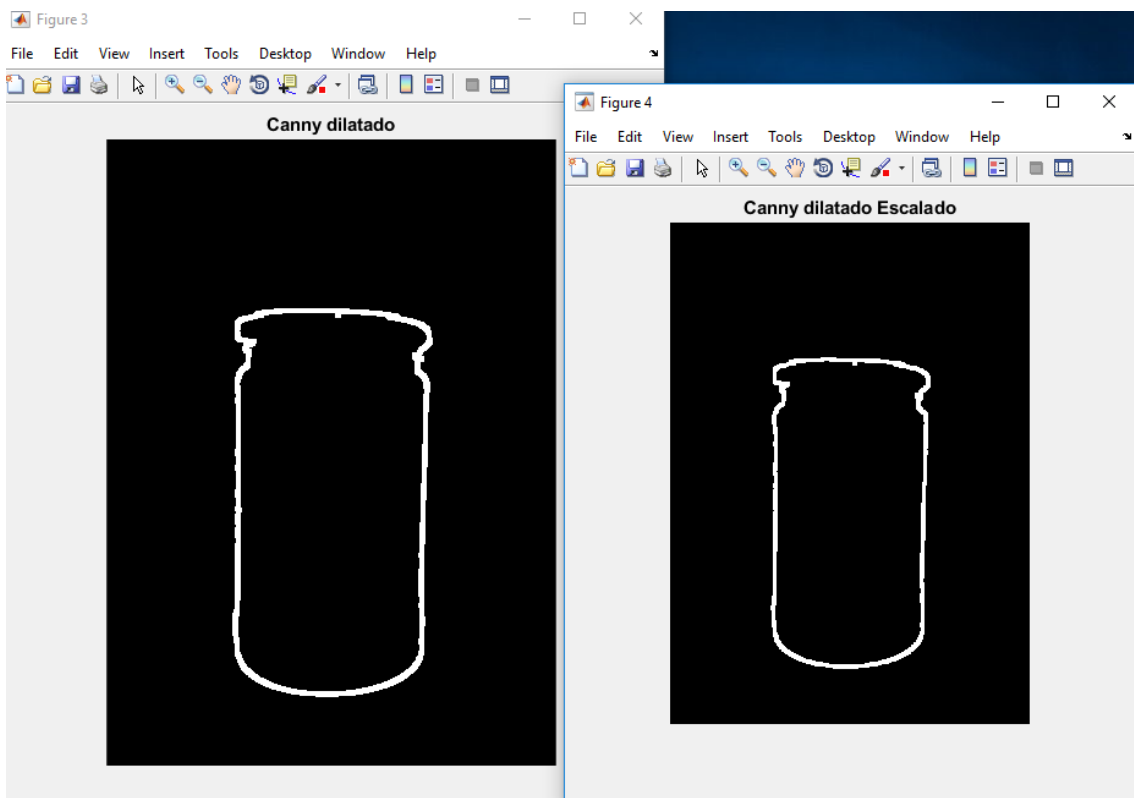 Figure 3
File Edit View Insert Tools Desktop Window Help
Canny dilatado
Figure 4
File Edit View Insert Tools Desktop Window Help
Canny dilatado Escalado